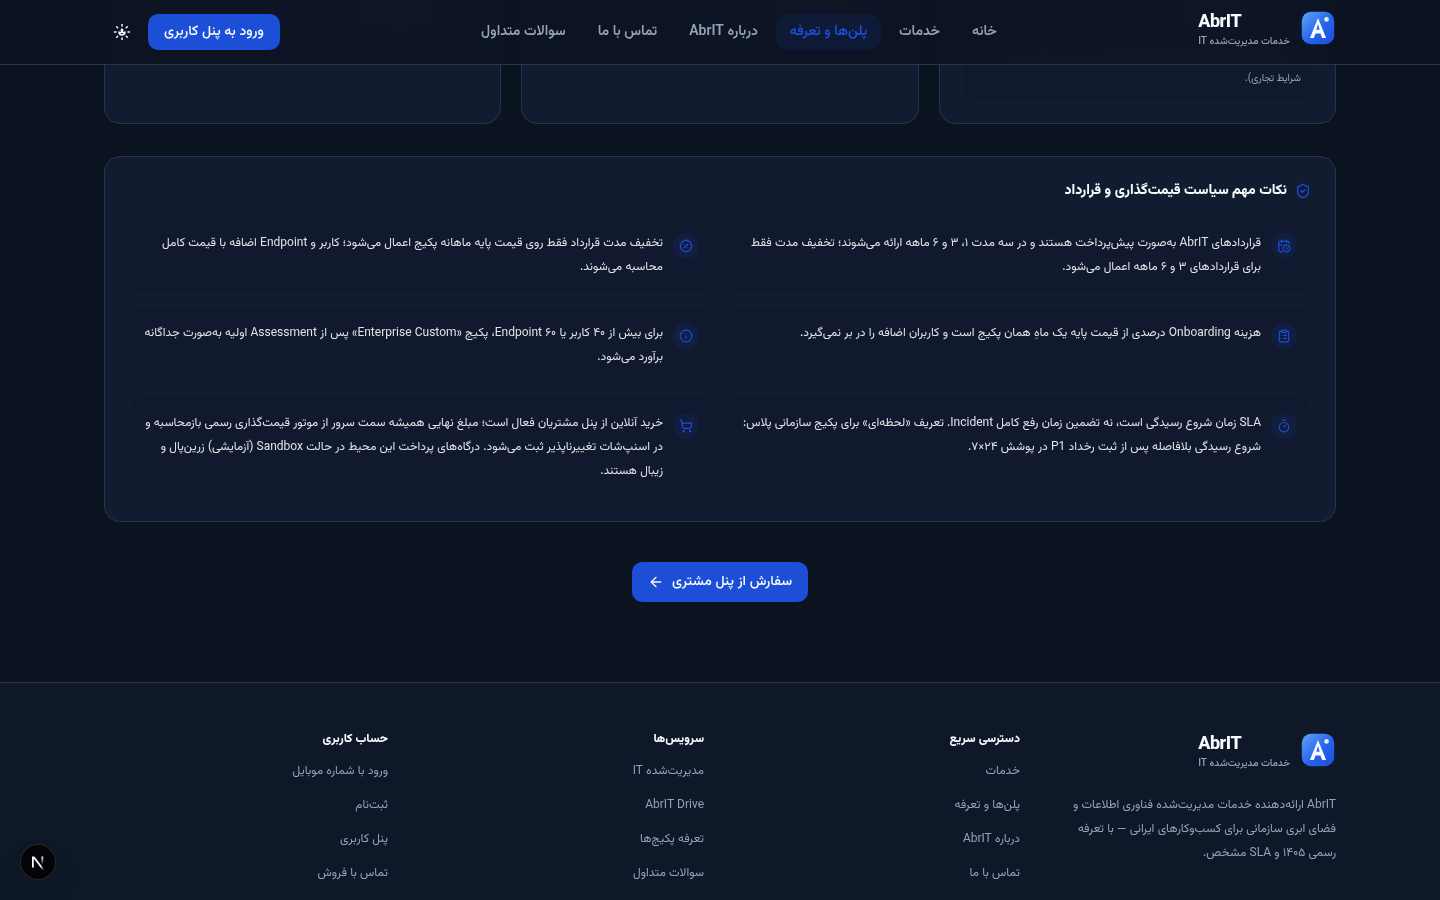 AbrIT
خدمات مدیریت‌شده IT
خانه
خدمات
پلن‌ها و تعرفه
درباره AbrIT
تماس با ما
سوالات متداول
ورود به پنل کاربری
شرایط تجاری).
نکات مهم سیاست قیمت‌گذاری و قرارداد
قراردادهای AbrIT به‌صورت پیش‌پرداخت هستند و در سه مدت ۱، ۳ و ۶ ماهه ارائه می‌شوند؛ تخفیف مدت فقط
برای قراردادهای ۳ و ۶ ماهه اعمال می‌شود.
تخفیف مدت قرارداد فقط روی قیمت پایه ماهانه پکیج اعمال می‌شود؛ کاربر و Endpoint اضافه با قیمت کامل
محاسبه می‌شوند.
هزینه Onboarding درصدی از قیمت پایه یک ماهِ همان پکیج است و کاربران اضافه را در بر نمی‌گیرد.
برای بیش از ۴۰ کاربر یا ۶۰ Endpoint، پکیج «Enterprise Custom» پس از Assessment اولیه به‌صورت جداگانه
برآورد می‌شود.
SLA زمان شروع رسیدگی است، نه تضمین زمان رفع کامل Incident. تعریف «لحظه‌ای» برای پکیج سازمانی پلاس:
شروع رسیدگی بلافاصله پس از ثبت رخداد P1 در پوشش ۲۴×۷.
خرید آنلاین از پنل مشتریان فعال است؛ مبلغ نهایی همیشه سمت سرور از موتور قیمت‌گذاری رسمی بازمحاسبه و
در اسنپ‌شات تغییرناپذیر ثبت می‌شود. درگاه‌های پرداخت این محیط در حالت Sandbox (آزمایشی) زرین‌پال و
زیبال هستند.
سفارش از پنل مشتری
AbrIT
خدمات مدیریت‌شده IT
AbrIT ارائه‌دهنده خدمات مدیریت‌شده فناوری اطلاعات و
فضای ابری سازمانی برای کسب‌وکارهای ایرانی — با تعرفه
رسمی ۱۴۰۵ و SLA مشخص.
دسترسی سریع
خدمات
پلن‌ها و تعرفه
درباره AbrIT
تماس با ما
سرویس‌ها
مدیریت‌شده IT
AbrIT Drive
تعرفه پکیج‌ها
سوالات متداول
حساب کاربری
ورود با شماره موبایل
ثبت‌نام
پنل کاربری
تماس با فروش